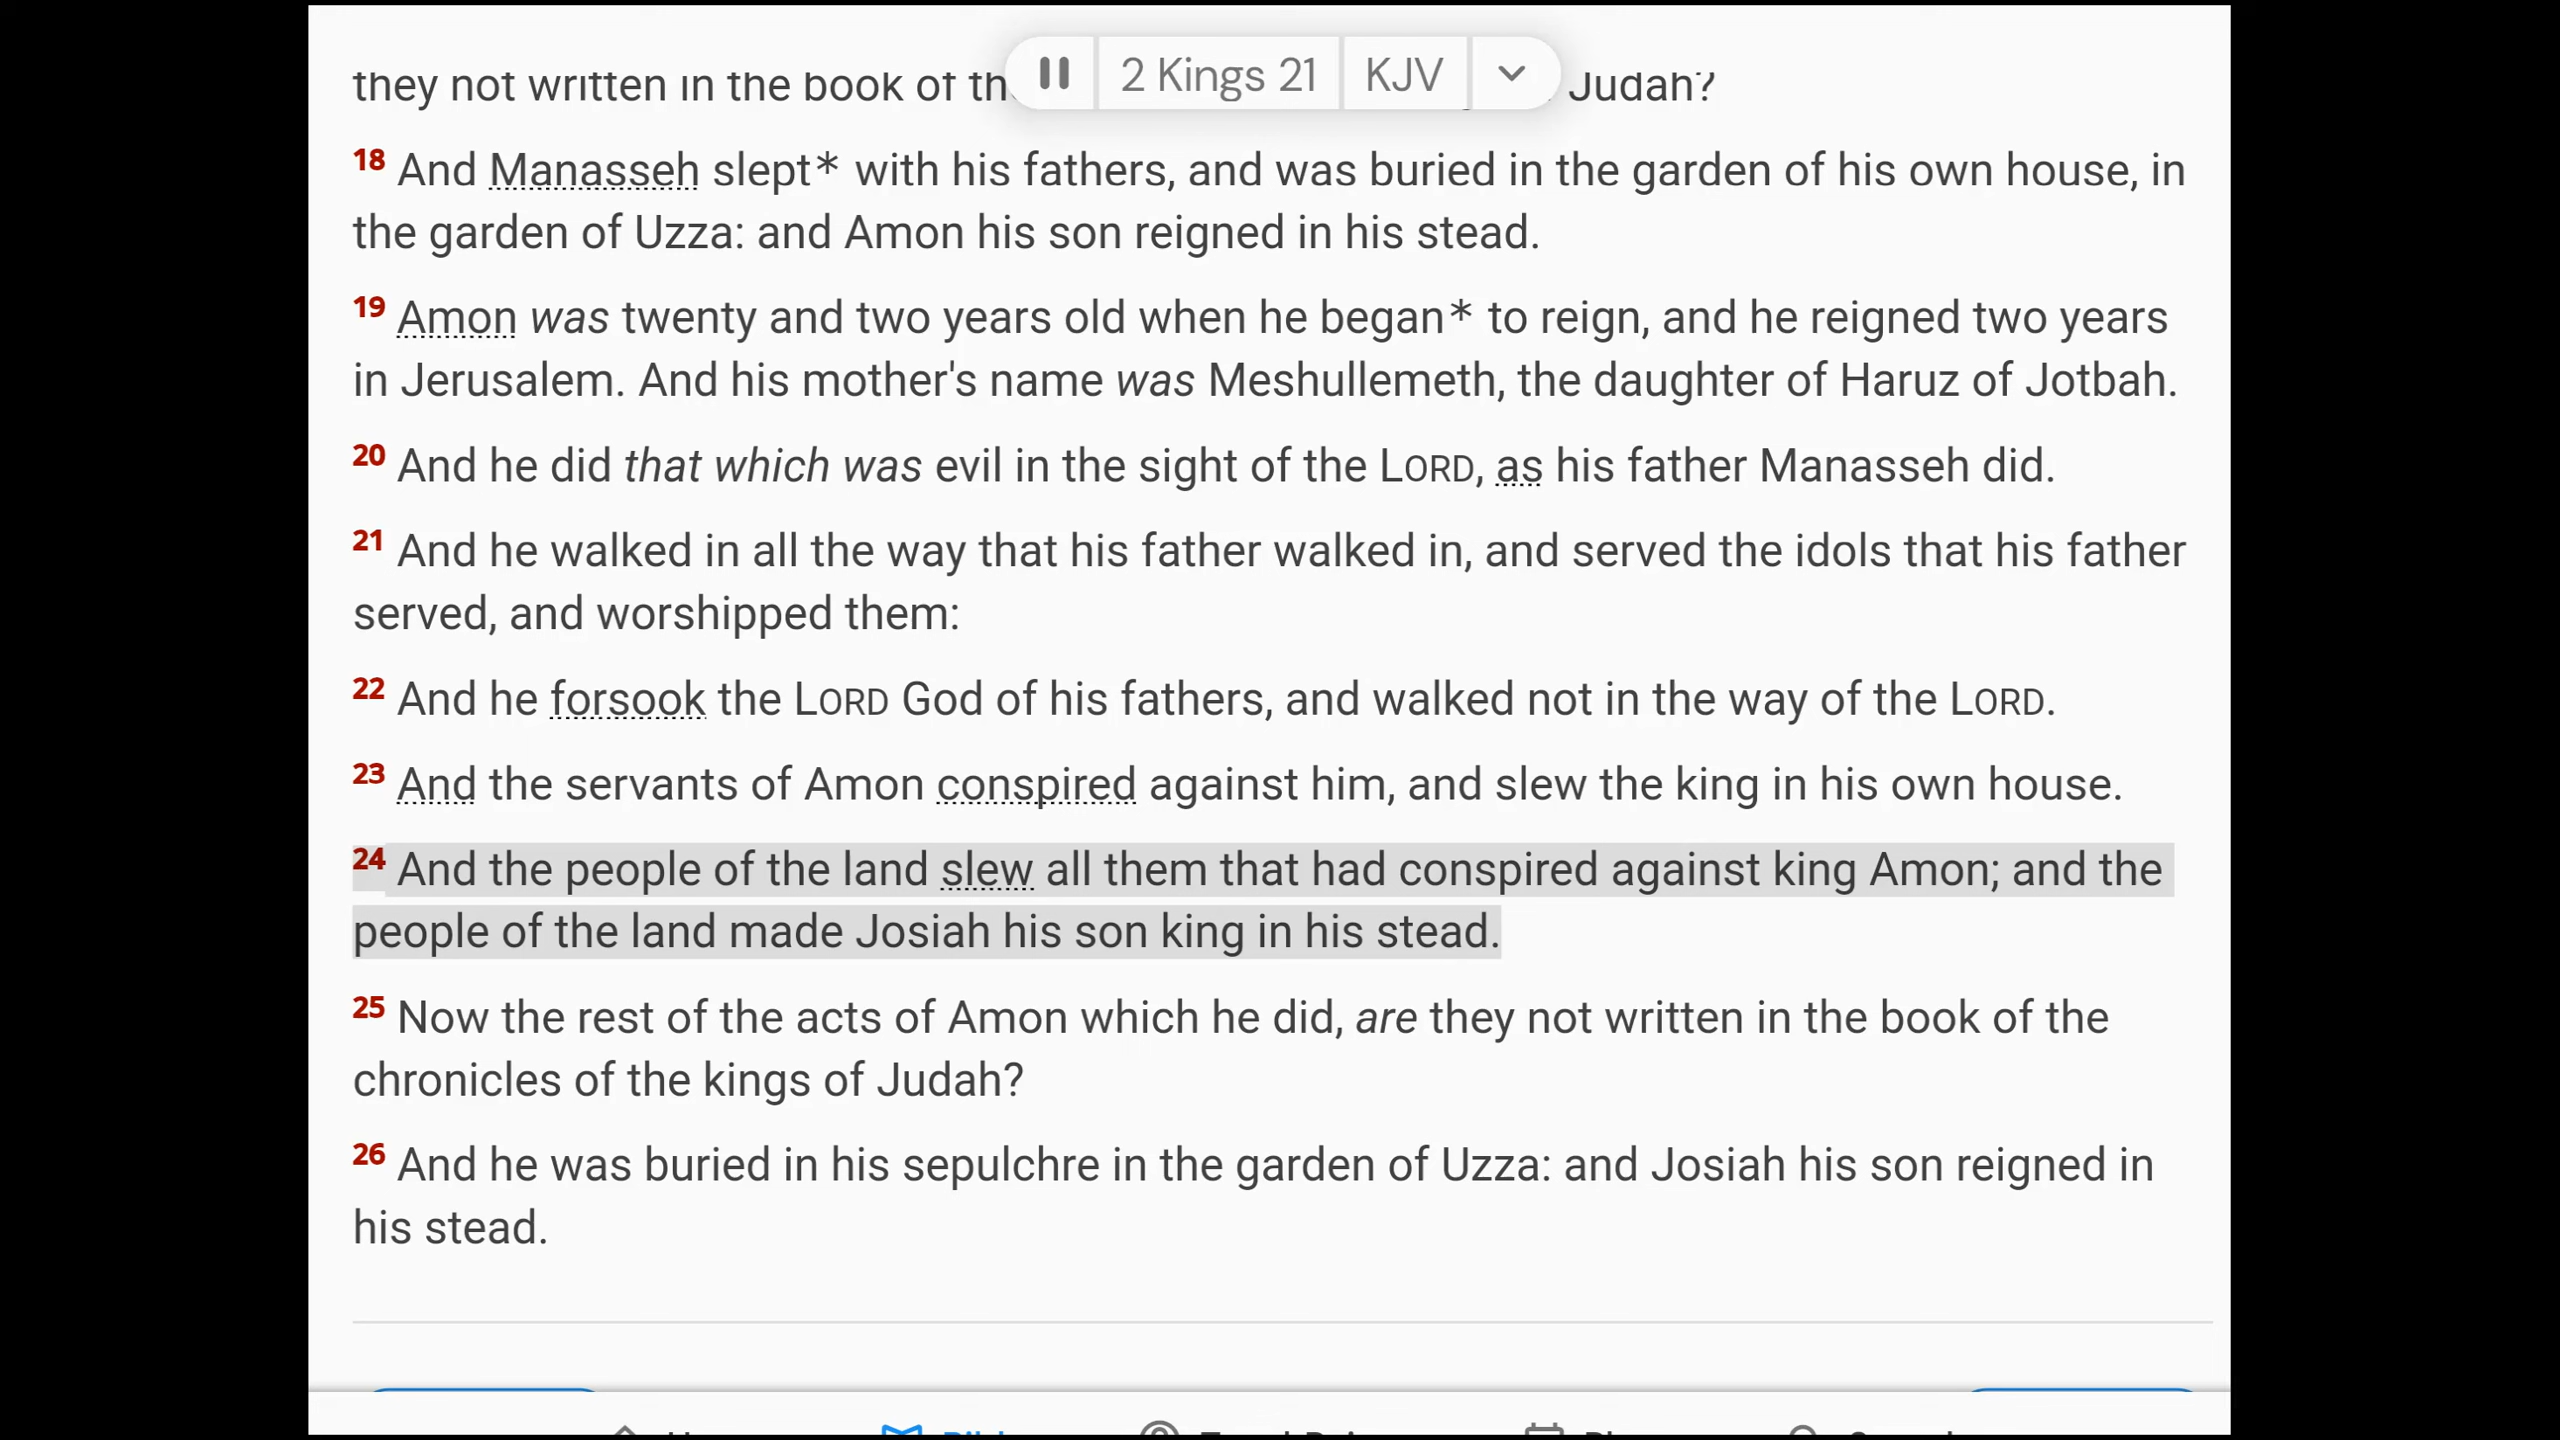 they not written in the book of Judah?
2 Kings 21 KJV
18 And Manasseh slept* with his fathers, and was buried in the garden of his own house, in
the garden of Uzza: and Amon his son reigned in his stead.
19 Amon was twenty and two years old when he began* to reign, and he reigned two years
in Jerusalem. And his mother's name was Meshullemeth, the daughter of Haruz of Jotbah.
20 And he did that which was evil in the sight of the LORD, as his father Manasseh did.
21 And he walked in all the way that his father walked in, and served the idols that his father
served, and worshipped them:
22 And he forsook the LORD God of his fathers, and walked not in the way of the LORD.
23 And the servants of Amon conspired against him, and slew the king in his own house.
24 And the people of the land slew all them that had conspired against king Amon; and the
people of the land made Josiah his son king in his stead.
25 Now the rest of the acts of Amon which he did, are they not written in the book of the
chronicles of the kings of Judah?
26 And he was buried in his sepulchre in the garden of Uzza: and Josiah his son reigned in
his stead.